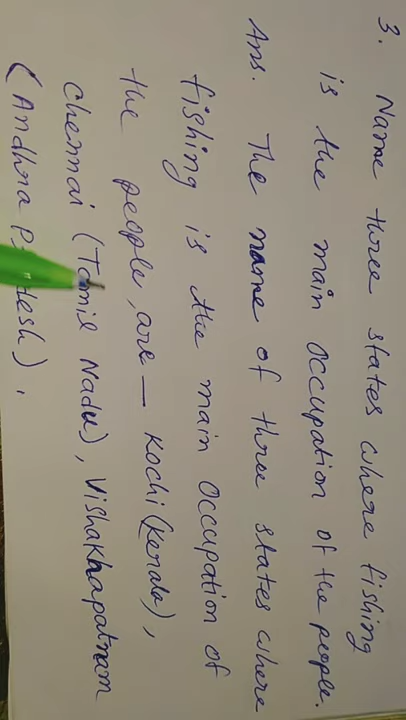 3. Name three states where fishing
is the main occupation of the people.
Ans. The name of three states where
fishing is the main occupation of
the people, are — Kochi (Kerala),
Chennai (Tamil Nadu), Vishakhapatnam
(Andhra